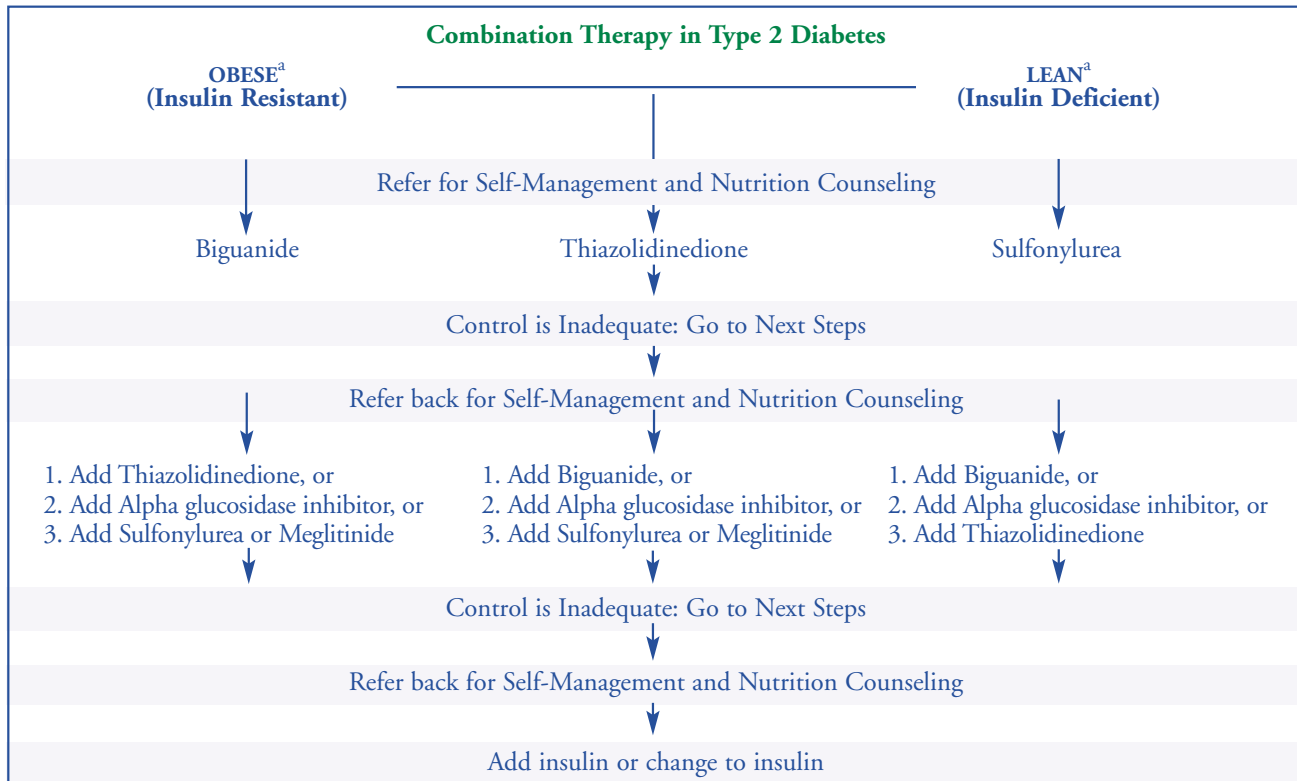 Combination Therapy in Type 2 Diabetes
OBESEa
(Insulin Resistant)
LEANa
(Insulin Deficient)
Refer for Self-Management and Nutrition Counseling
Biguanide
Thiazolidinedione
Sulfonylurea
Control is Inadequate: Go to Next Steps
Refer back for Self-Management and Nutrition Counseling
1. Add Thiazolidinedione, or
2. Add Alpha glucosidase inhibitor, or
3. Add Sulfonylurea or Meglitinide
1. Add Biguanide, or
2. Add Alpha glucosidase inhibitor, or
3. Add Sulfonylurea or Meglitinide
1. Add Biguanide, or
2. Add Alpha glucosidase inhibitor, or
3. Add Thiazolidinedione
Control is Inadequate: Go to Next Steps
Refer back for Self-Management and Nutrition Counseling
Add insulin or change to insulin